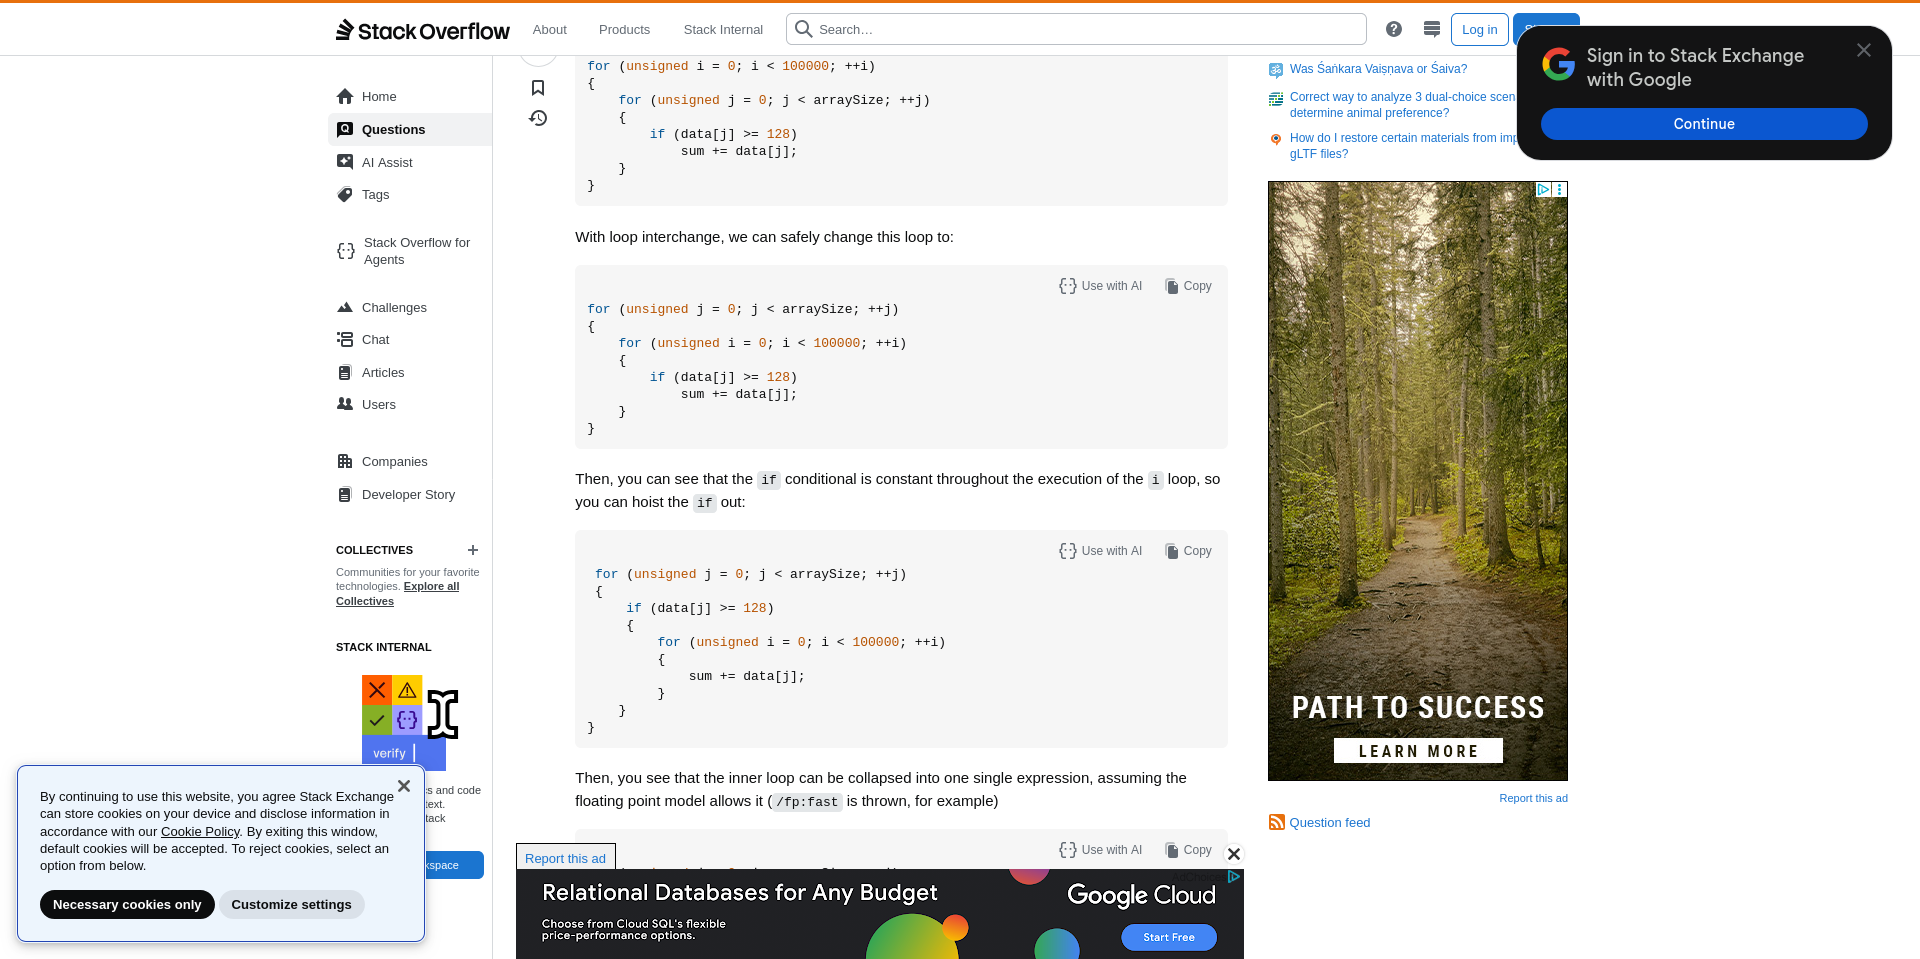 Stack Overflow
About
Products
Stack Internal
Search…
Log in
Sign in to Stack Exchange
with Google
Continue
Home
Questions
AI Assist
Tags
Stack Overflow for
Agents
Challenges
Chat
Articles
Users
Companies
Developer Story
COLLECTIVES
Communities for your favorite
technologies. Explore all
Collectives
STACK INTERNAL
verify
s and code
text.
tack
kspace
for (unsigned i = 0; i < 100000; ++i)
{
    for (unsigned j = 0; j < arraySize; ++j)
    {
        if (data[j] >= 128)
            sum += data[j];
    }
}
With loop interchange, we can safely change this loop to:
Use with AI
Copy
for (unsigned j = 0; j < arraySize; ++j)
{
    for (unsigned i = 0; i < 100000; ++i)
    {
        if (data[j] >= 128)
            sum += data[j];
    }
}
Then, you can see that the if conditional is constant throughout the execution of the i loop, so
you can hoist the if out:
Use with AI
Copy
 for (unsigned j = 0; j < arraySize; ++j)
 {
     if (data[j] >= 128)
     {
         for (unsigned i = 0; i < 100000; ++i)
         {
             sum += data[j];
         }
    }
}
Then, you see that the inner loop can be collapsed into one single expression, assuming the
floating point model allows it (/fp:fast is thrown, for example)
Use with AI
Copy
Was Śaṅkara Vaiṣṇava or Śaiva?
Correct way to analyze 3 dual-choice
determine animal preference?
How do I restore certain materials from
gLTF files?
PATH TO SUCCESS
LEARN MORE
Report this ad
Question feed
By continuing to use this website, you agree Stack Exchange
can store cookies on your device and disclose information in
accordance with our Cookie Policy. By exiting this window,
default cookies will be accepted. To reject cookies, select an
option from below.
Necessary cookies only
Customize settings
Report this ad
Relational Databases for Any Budget
Choose from Cloud SQL's flexible
price-performance options.
Google Cloud
Start Free